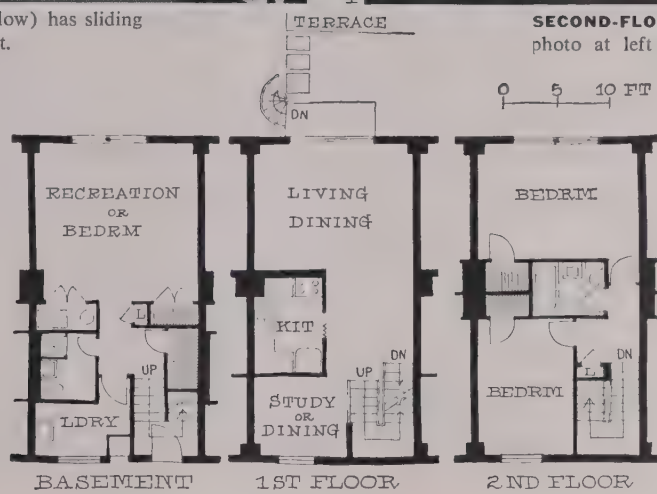 low) has sliding
t.
TERRACE
SECOND-FLO
photo at left
0 5 10 FT
DN
RECREATION
OR
BEDRM
L
UP
LDRY
BASEMENT
LIVING
DINING
KIT
UP
DN
STUDY
OR
DINING
1ST FLOOR
BEDRM
BEDRM
L
DN
2ND FLOOR